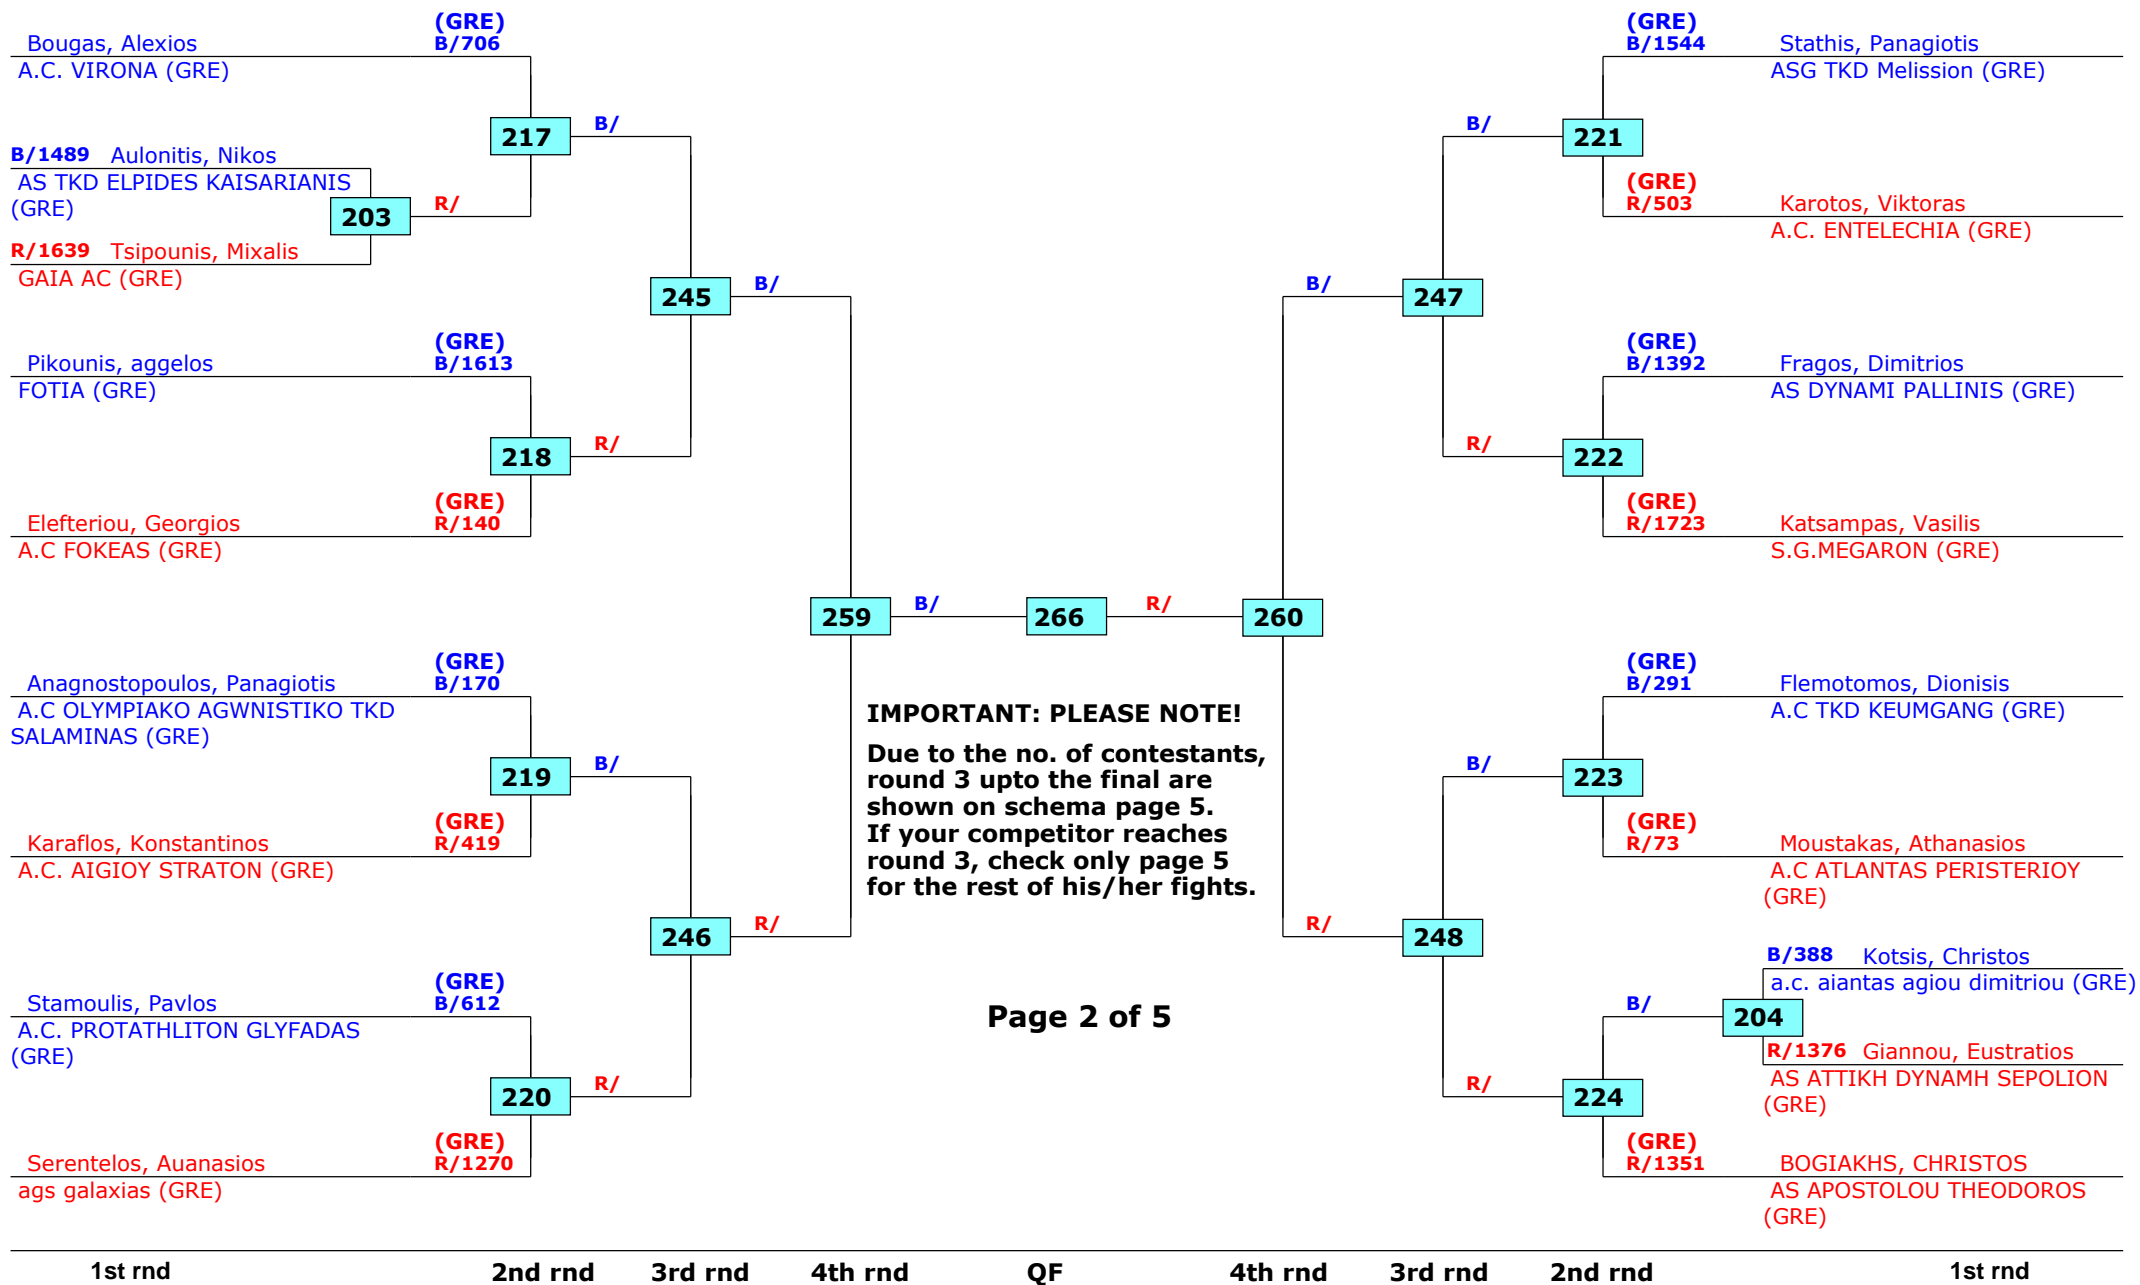 (GRE)
Bougas, Alexios B/706
A.C. VIRONA (GRE)
217
B/
B/1489 Aulonitis, Nikos
AS TKD ELPIDES KAISARIANIS
(GRE)
203
R/
R/1639 Tsipounis, Mixalis
GAIA AC (GRE)
245
B/
(GRE)
Pikounis, aggelos B/1613
FOTIA (GRE)
218
R/
(GRE)
Elefteriou, Georgios R/140
A.C FOKEAS (GRE)
259
B/
266
R/
260
(GRE)
Anagnostopoulos, Panagiotis B/170
A.C OLYMPIAKO AGWNISTIKO TKD
SALAMINAS (GRE)
219
B/
(GRE)
Karaflos, Konstantinos R/419
A.C. AIGIOY STRATON (GRE)
246
R/
(GRE)
Stamoulis, Pavlos B/612
A.C. PROTATHLITON GLYFADAS
(GRE)
220
R/
(GRE)
Serentelos, Auanasios R/1270
ags galaxias (GRE)
IMPORTANT: PLEASE NOTE!
Due to the no. of contestants,
round 3 upto the final are
shown on schema page 5.
If your competitor reaches
round 3, check only page 5
for the rest of his/her fights.
Page 2 of 5
(GRE)
B/1544 Stathis, Panagiotis
ASG TKD Melission (GRE)
B/
221
(GRE)
R/503 Karotos, Viktoras
A.C. ENTELECHIA (GRE)
B/
247
(GRE)
B/1392 Fragos, Dimitrios
AS DYNAMI PALLINIS (GRE)
R/
222
(GRE)
R/1723 Katsampas, Vasilis
S.G.MEGARON (GRE)
(GRE)
B/291 Flemotomos, Dionisis
A.C TKD KEUMGANG (GRE)
B/
223
(GRE)
R/73 Moustakas, Athanasios
A.C ATLANTAS PERISTERIOY
(GRE)
R/
248
B/388 Kotsis, Christos
a.c. aiantas agiou dimitriou (GRE)
B/
204
R/1376 Giannou, Eustratios
AS ATTIKH DYNAMH SEPOLION
(GRE)
R/
224
(GRE)
R/1351 BOGIAKHS, CHRISTOS
AS APOSTOLOU THEODOROS
(GRE)
1st rnd 2nd rnd 3rd rnd 4th rnd QF 4th rnd 3rd rnd 2nd rnd 1st rnd